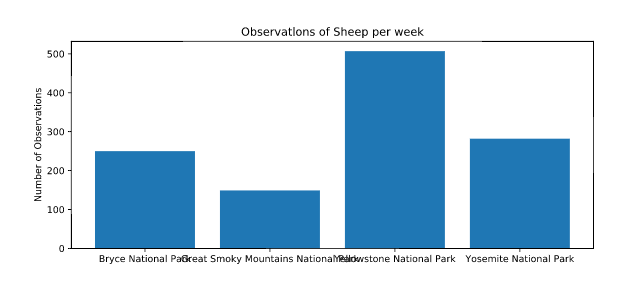 Observations of Sheep per week
Number of Observations
500
400
300
200
100
0
Bryce National Park
Great Smoky Mountains National Park
Yellowstone National Park
Yosemite National Park